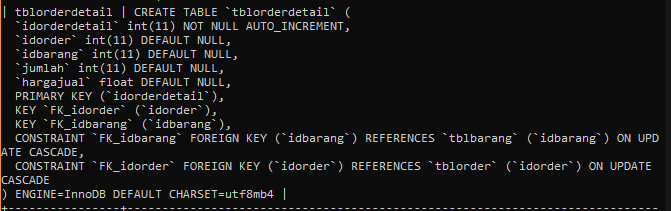 | tblorderdetail | CREATE TABLE `tblorderdetail` (
  `idorderdetail` int(11) NOT NULL AUTO_INCREMENT,
  `idorder` int(11) DEFAULT NULL,
  `idbarang` int(11) DEFAULT NULL,
  `jumlah` int(11) DEFAULT NULL,
  `hargajual` float DEFAULT NULL,
  PRIMARY KEY (`idorderdetail`),
  KEY `FK_idorder` (`idorder`),
  KEY `FK_idbarang` (`idbarang`),
  CONSTRAINT `FK_idbarang` FOREIGN KEY (`idbarang`) REFERENCES `tblbarang` (`idbarang`) ON UPD
ATE CASCADE,
  CONSTRAINT `FK_idorder` FOREIGN KEY (`idorder`) REFERENCES `tblorder` (`idorder`) ON UPDATE
CASCADE
) ENGINE=InnoDB DEFAULT CHARSET=utf8mb4 |
+----------------+---------------------------------------------------------------------------